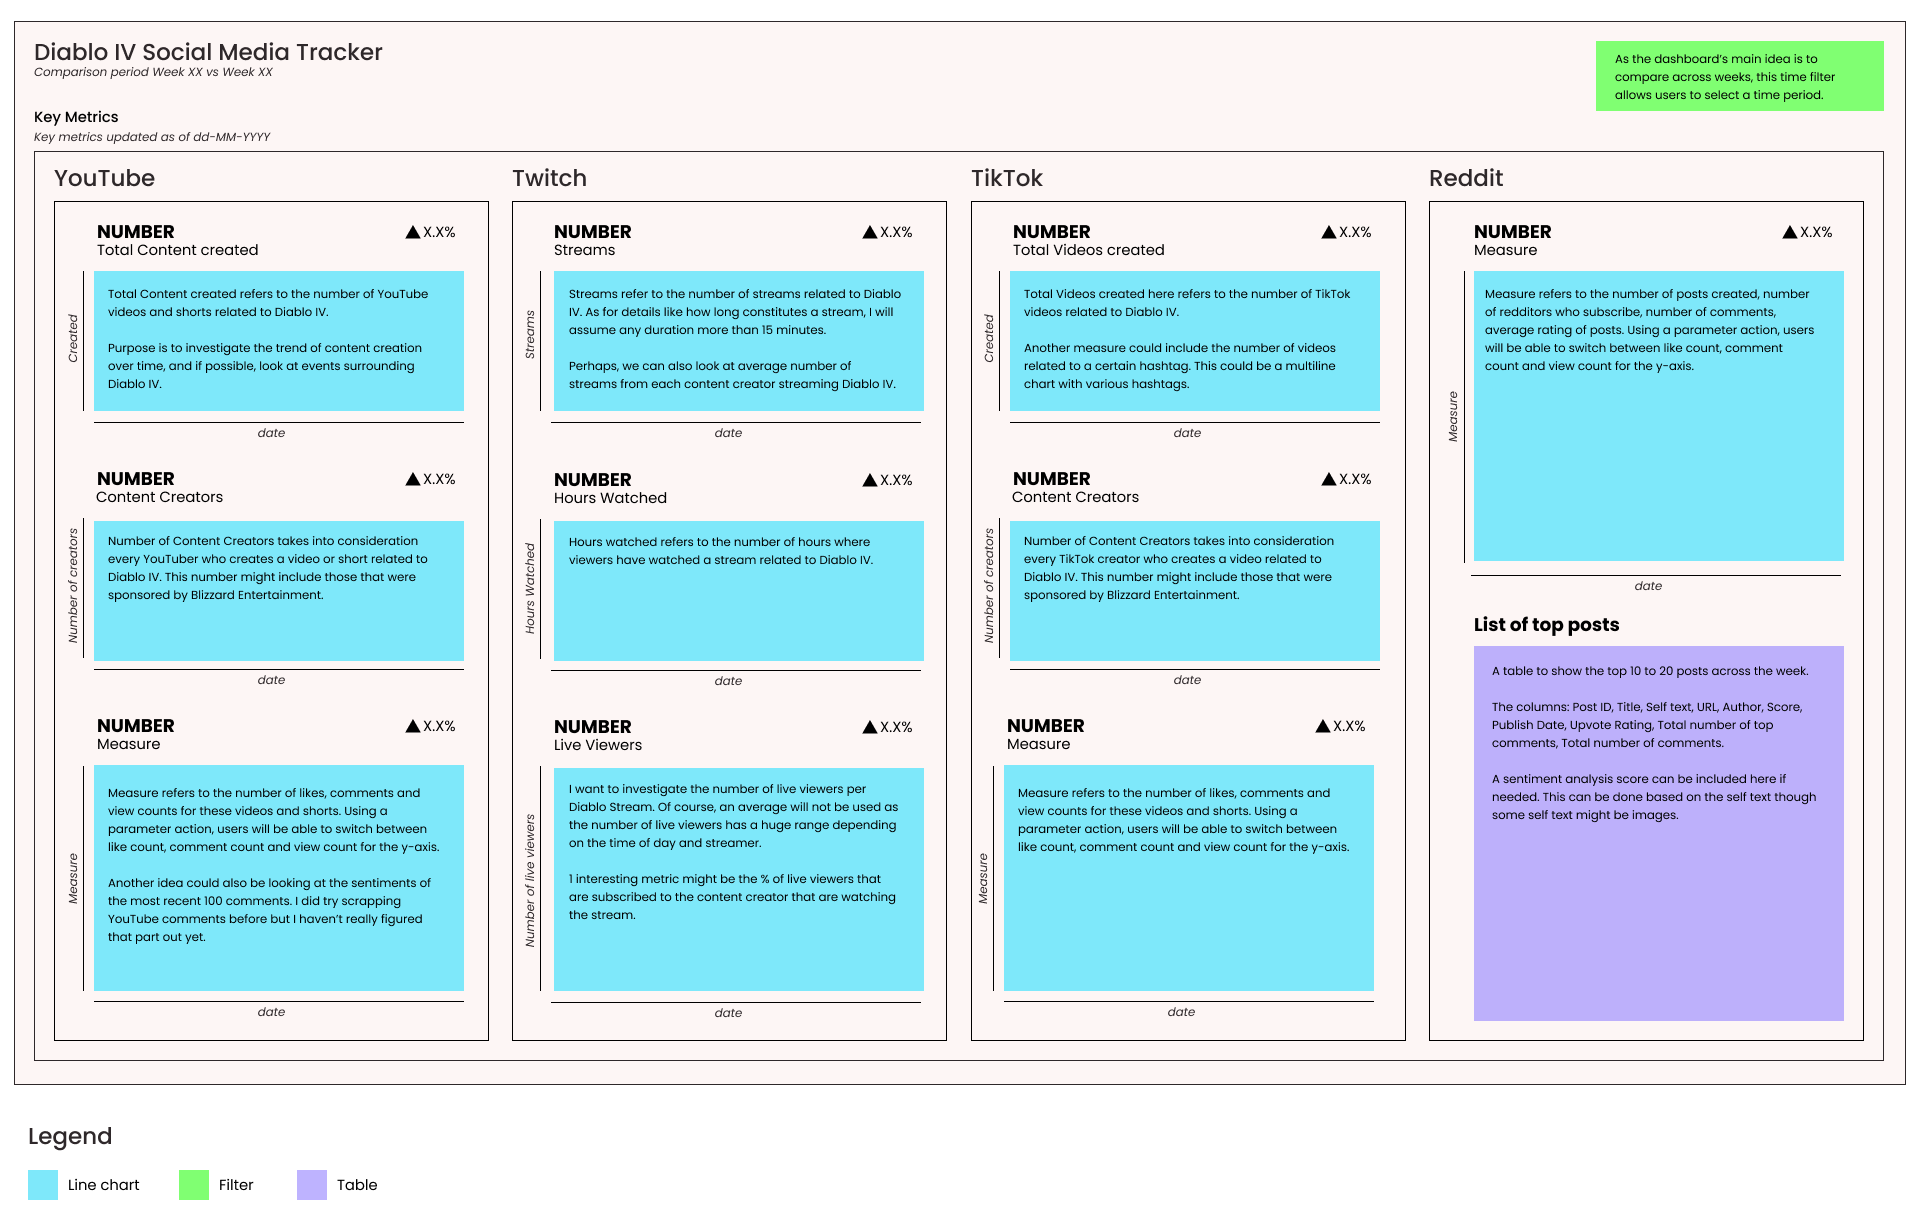 Diablo IV Social Media Tracker
Comparison period Week XX vs Week XX
As the dashboard's main idea is to
compare across weeks, this time filter
allows users to select a time period.
Key Metrics
Key metrics updated as of dd-MM-YYYY
YouTube
NUMBER
▲X.X%
Total Content created
Created
Total Content created refers to the number of YouTube
videos and shorts related to Diablo IV.
Purpose is to investigate the trend of content creation
over time, and if possible, look at events surrounding
Diablo IV.
date
NUMBER
▲X.X%
Content Creators
Number of creators
Number of Content Creators takes into consideration
every YouTuber who creates a video or short related to
Diablo IV. This number might include those that were
sponsored by Blizzard Entertainment.
date
NUMBER
▲X.X%
Measure
Measure
Measure refers to the number of likes, comments and
view counts for these videos and shorts. Using a
parameter action, users will be able to switch between
like count, comment count and view count for the y-axis.
Another idea could also be looking at the sentiments of
the most recent 100 comments. I did try scrapping
YouTube comments before but I haven't really figured
that part out yet.
date
Twitch
NUMBER
▲X.X%
Streams
Streams
Streams refer to the number of streams related to Diablo
IV. As for details like how long constitutes a stream, I will
assume any duration more than 15 minutes.
Perhaps, we can also look at average number of
streams from each content creator streaming Diablo IV.
date
NUMBER
▲X.X%
Hours Watched
Hours Watched
Hours watched refers to the number of hours where
viewers have watched a stream related to Diablo IV.
date
NUMBER
▲X.X%
Live Viewers
Number of live viewers
I want to investigate the number of live viewers per
Diablo Stream. Of course, an average will not be used as
the number of live viewers has a huge range depending
on the time of day and streamer.
1 interesting metric might be the % of live viewers that
are subscribed to the content creator that are watching
the stream.
date
TikTok
NUMBER
▲X.X%
Total Videos created
Created
Total Videos created here refers to the number of TikTok
videos related to Diablo IV.
Another measure could include the number of videos
related to a certain hashtag. This could be a multiline
chart with various hashtags.
date
NUMBER
▲X.X%
Content Creators
Number of creators
Number of Content Creators takes into consideration
every TikTok creator who creates a video related to
Diablo IV. This number might include those that were
sponsored by Blizzard Entertainment.
date
NUMBER
▲X.X%
Measure
Measure
Measure refers to the number of likes, comments and
view counts for these videos and shorts. Using a
parameter action, users will be able to switch between
like count, comment count and view count for the y-axis.
date
Reddit
NUMBER
▲X.X%
Measure
Measure
Measure refers to the number of posts created, number
of redditors who subscribe, number of comments,
average rating of posts. Using a parameter action, users
will be able to switch between like count, comment
count and view count for the y-axis.
date
List of top posts
A table to show the top 10 to 20 posts across the week.
The columns: Post ID, Title, Self text, URL, Author, Score,
Publish Date, Upvote Rating, Total number of top
comments, Total number of comments.
A sentiment analysis score can be included here if
needed. This can be done based on the self text though
some self text might be images.
Legend
Line chart
Filter
Table